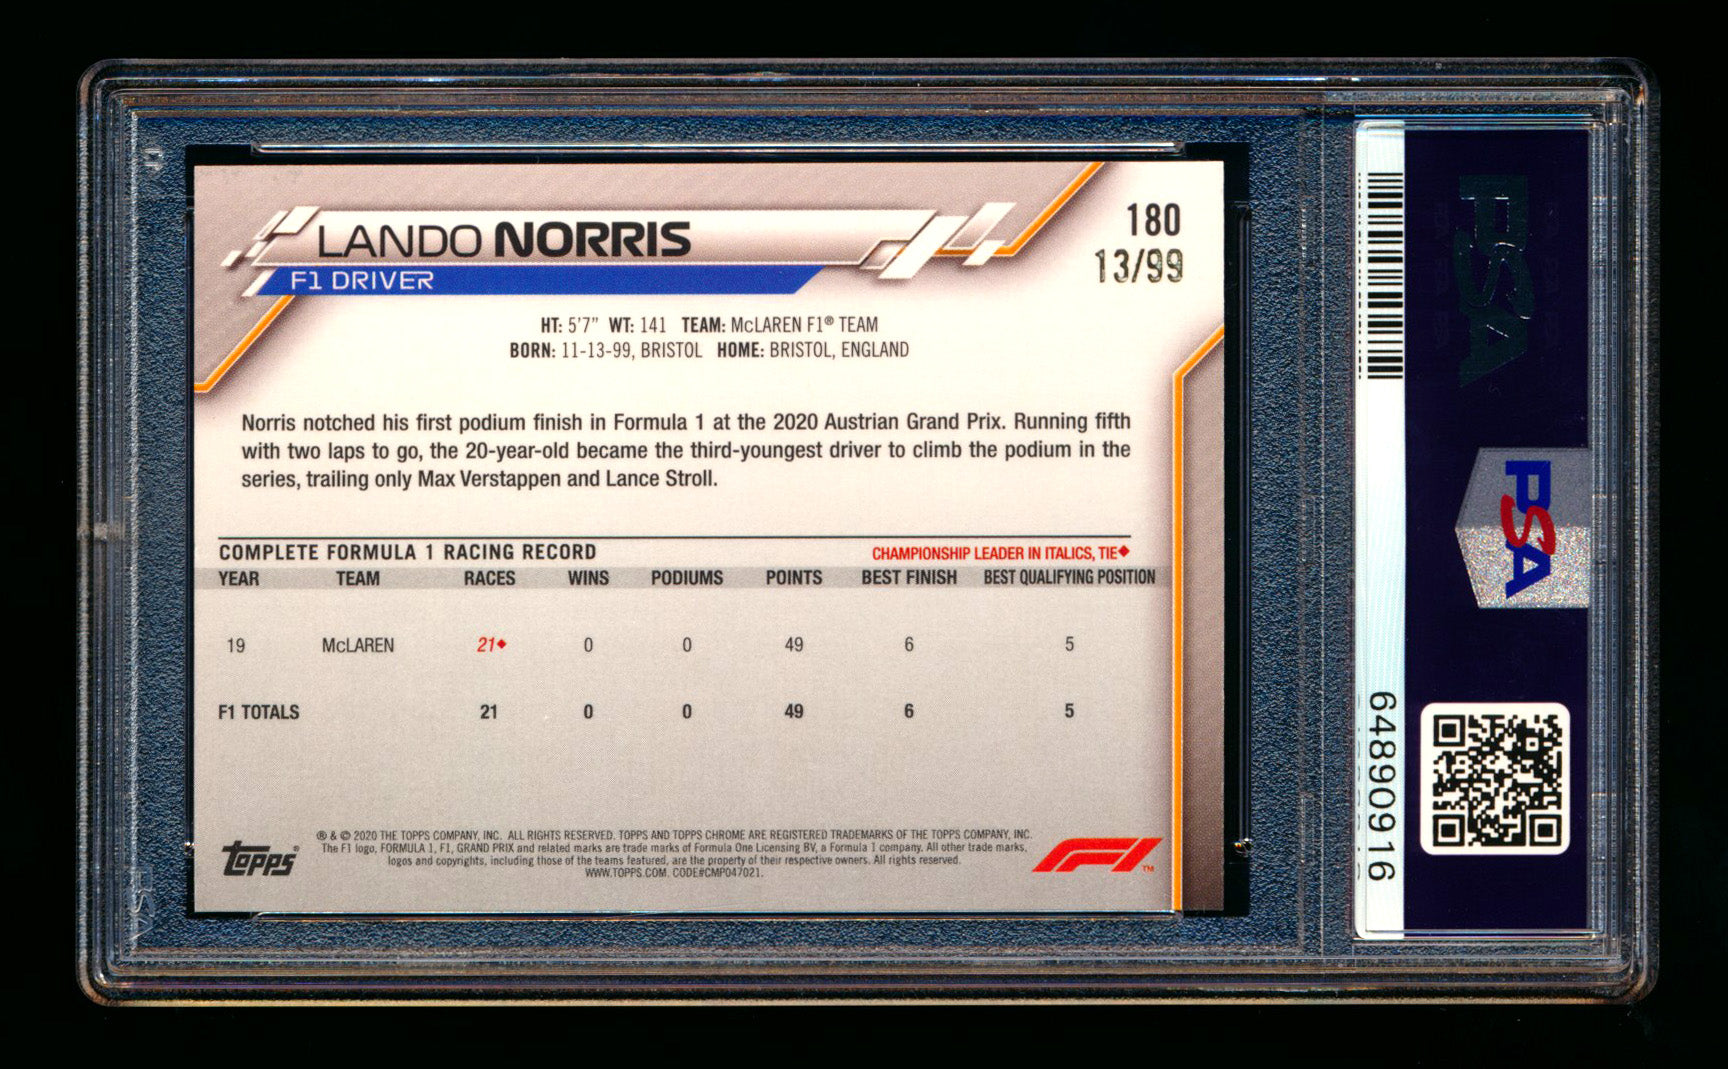 LANDO NORRIS
F1 DRIVER
180
13/99
HT: 5'7" WT: 141 TEAM: McLAREN F1® TEAM
BORN: 11-13-99, BRISTOL HOME: BRISTOL, ENGLAND
Norris notched his first podium finish in Formula 1 at the 2020 Austrian Grand Prix. Running fifth
with two laps to go, the 20-year-old became the third-youngest driver to climb the podium in the
series, trailing only Max Verstappen and Lance Stroll.
COMPLETE FORMULA 1 RACING RECORD CHAMPIONSHIP LEADER IN ITALICS, TIE◆
YEAR TEAM RACES WINS PODIUMS POINTS BEST FINISH BEST QUALIFYING POSITION
19 McLAREN 21◆ 0 0 49 6 5
F1 TOTALS 21 0 0 49 6 5
® & © 2020 THE TOPPS COMPANY, INC. ALL RIGHTS RESERVED. TOPPS AND TOPPS CHROME ARE REGISTERED TRADEMARKS OF THE TOPPS COMPANY, INC.
The F1 logo, FORMULA 1, F1, GRAND PRIX and related marks are trade marks of Formula One Licensing BV, a Formula 1 company. All other trade marks,
logos and copyrights, including those of the teams featured, are the property of their respective owners. All rights reserved.
WWW.TOPPS.COM. CODE#CMP047021.
Topps®
F1™
PSA
PSA
64890916